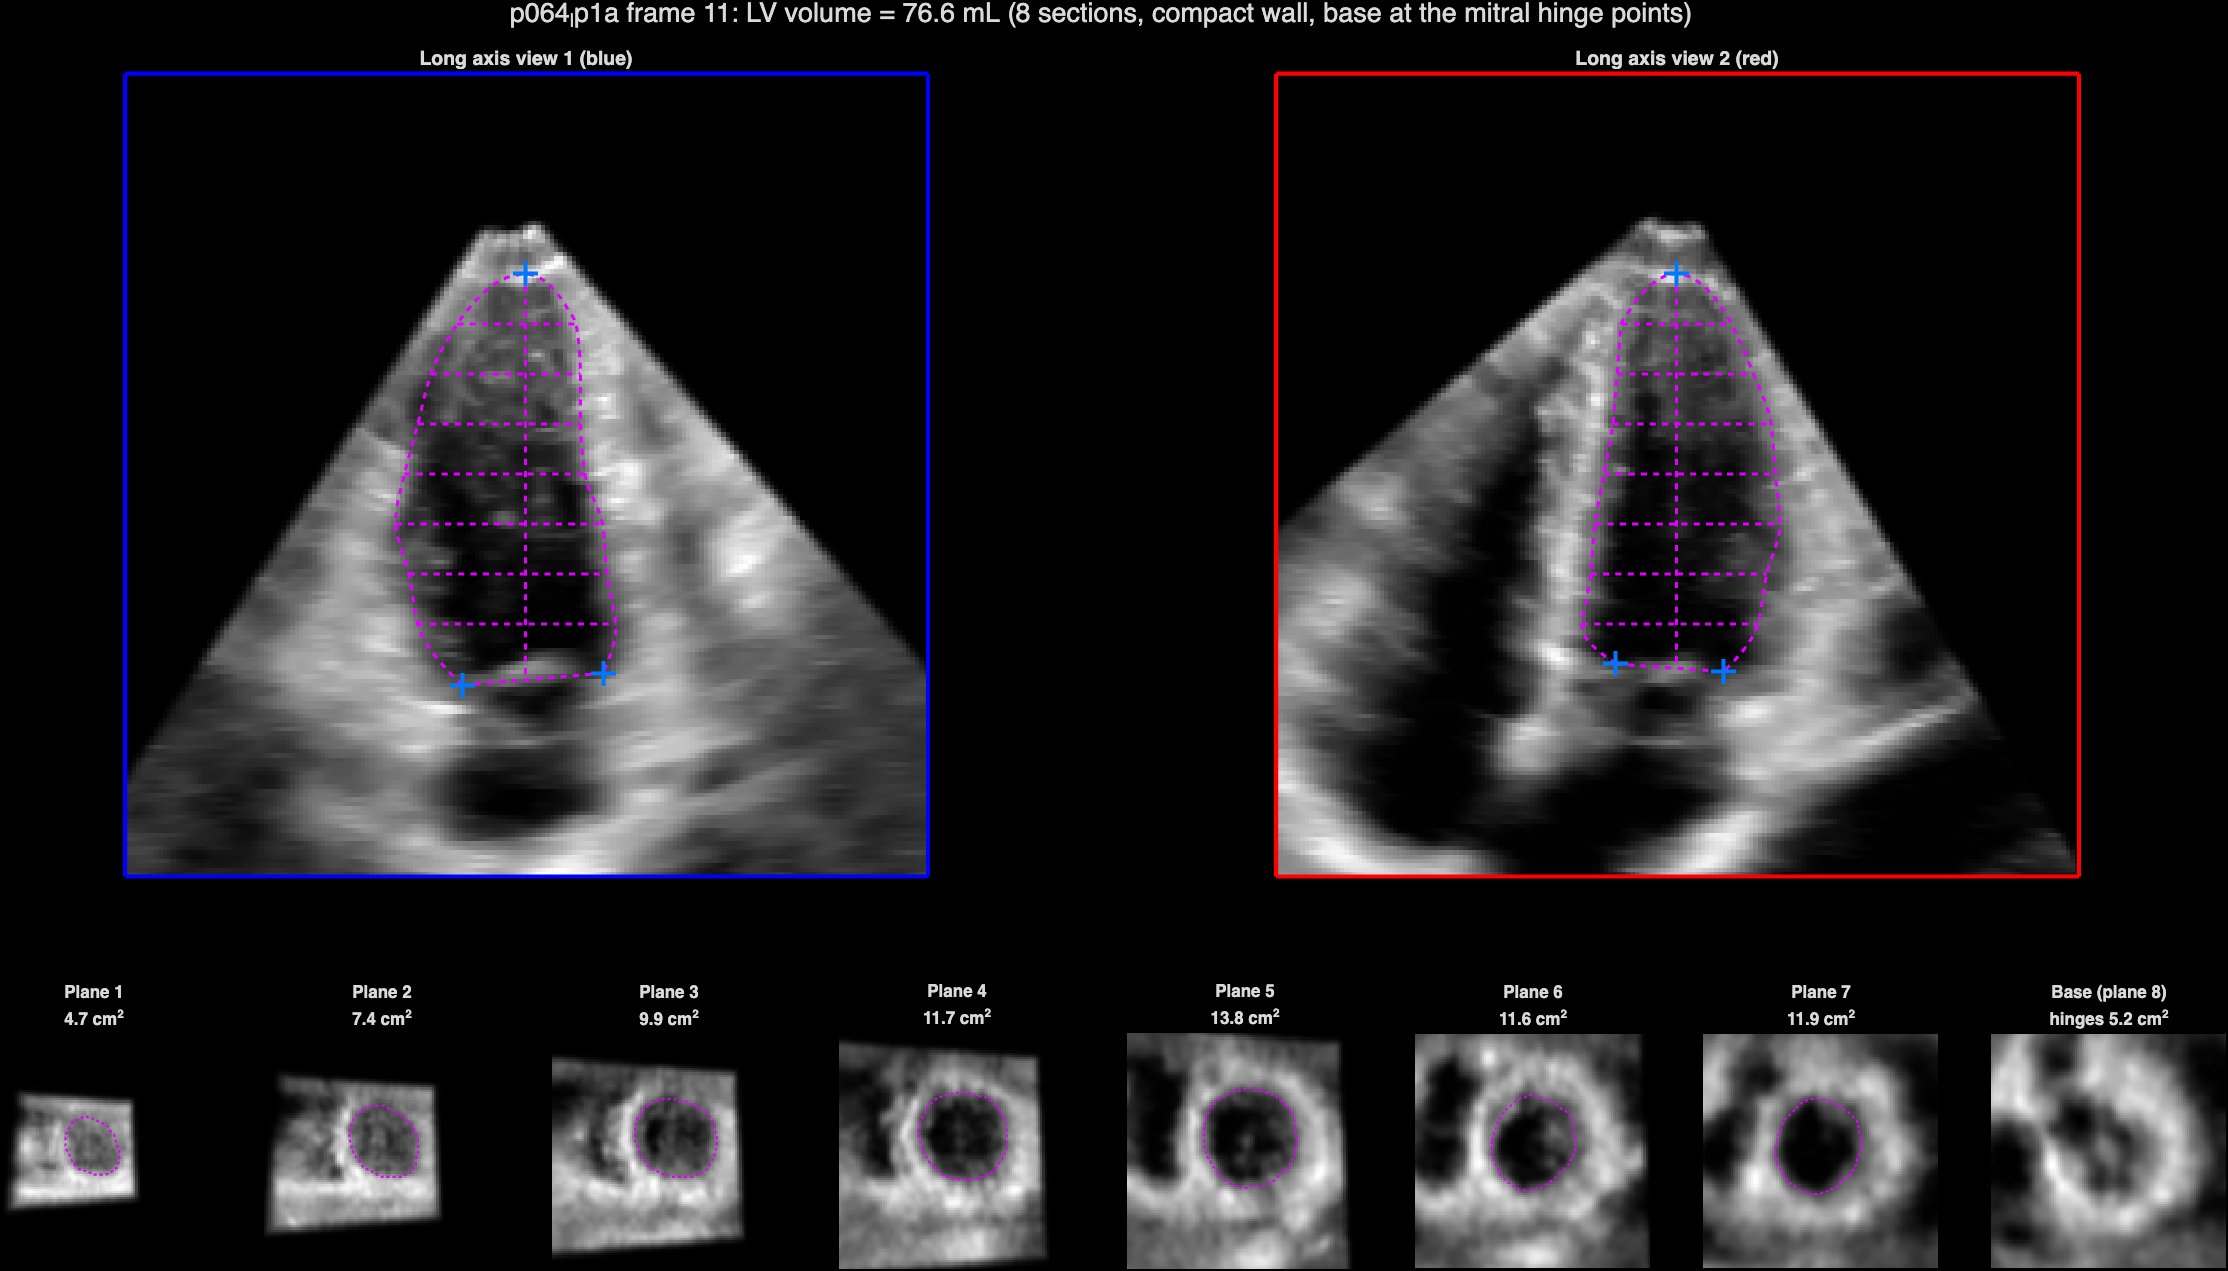 p064|p1a frame 11: LV volume = 76.6 mL (8 sections, compact wall, base at the mitral hinge points)
Long axis view 1 (blue)
Long axis view 2 (red)
Plane 1
4.7 cm²
Plane 2
7.4 cm²
Plane 3
9.9 cm²
Plane 4
11.7 cm²
Plane 5
13.8 cm²
Plane 6
11.6 cm²
Plane 7
11.9 cm²
Base (plane 8)
hinges 5.2 cm²